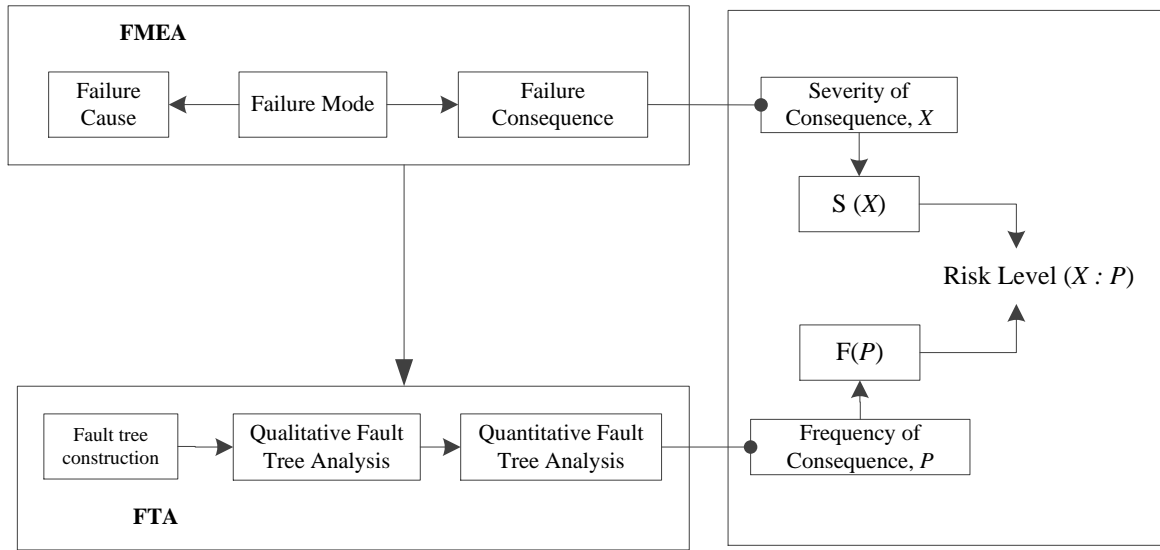 FMEA
Failure
Cause
Failure Mode
Failure
Consequence
Severity of
Consequence, X
S (X)
Risk Level (X : P)
F(P)
Fault tree
construction
Qualitative Fault
Tree Analysis
Quantitative Fault
Tree Analysis
Frequency of
Consequence, P
FTA